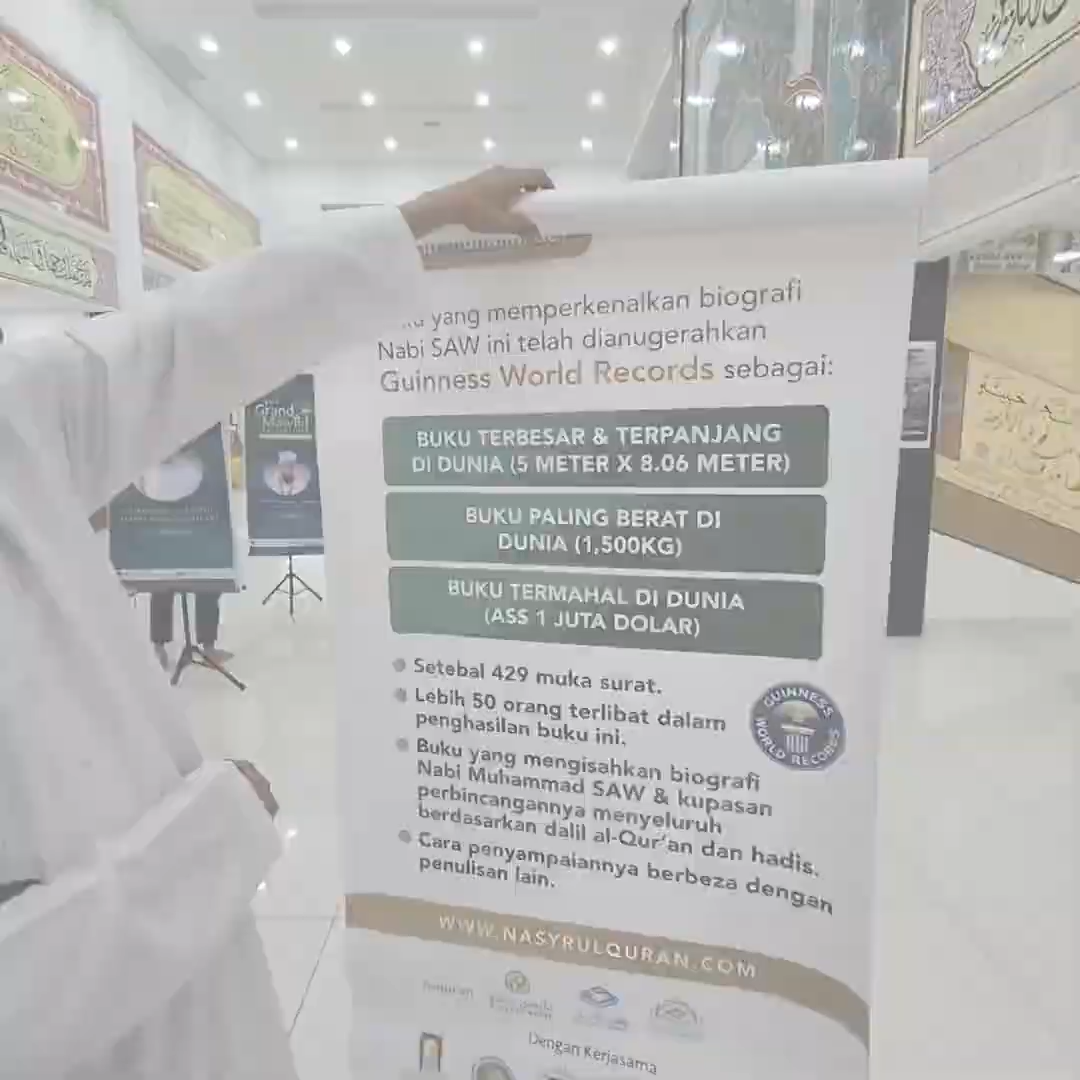 yang memperkenalkan biografi
Nabi SAW ini telah dianugerahkan
Guinness World Records sebagai:
BUKU TERBESAR & TERPANJANG
DI DUNIA (5 METER X 8.06 METER)
BUKU PALING BERAT DI
DUNIA (1,500KG)
BUKU TERMAHAL DI DUNIA
(ASS 1 JUTA DOLAR)
Setebal 429 muka surat.
Lebih 50 orang terlibat dalam
penghasilan buku ini.
Buku yang mengisahkan biografi
Nabi Muhammad SAW & kupasan
perbincangannya menyeluruh
berdasarkan dalil al-Qur'an dan hadis.
Cara penyampaiannya berbeza dengan
penulisan lain.
GUINNESS
WORLD RECORDS
WWW.NASYRULQURAN.COM
Dengan Kerjasama
Grand